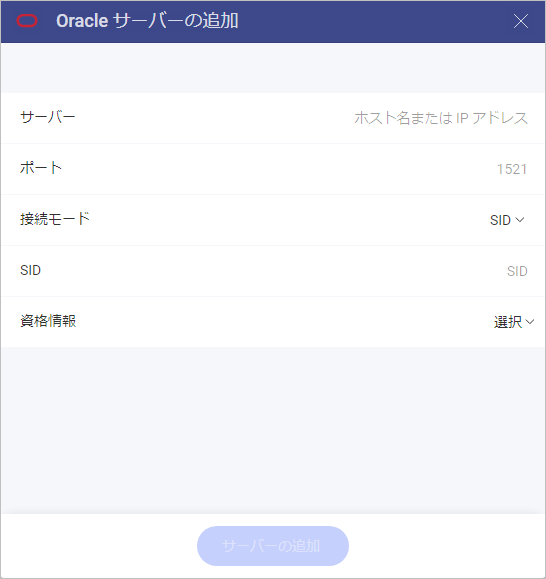 Oracle サーバーの追加
サーバー ホスト名または IP アドレス
ポート 1521
接続モード SID
SID SID
資格情報 選択
サーバーの追加